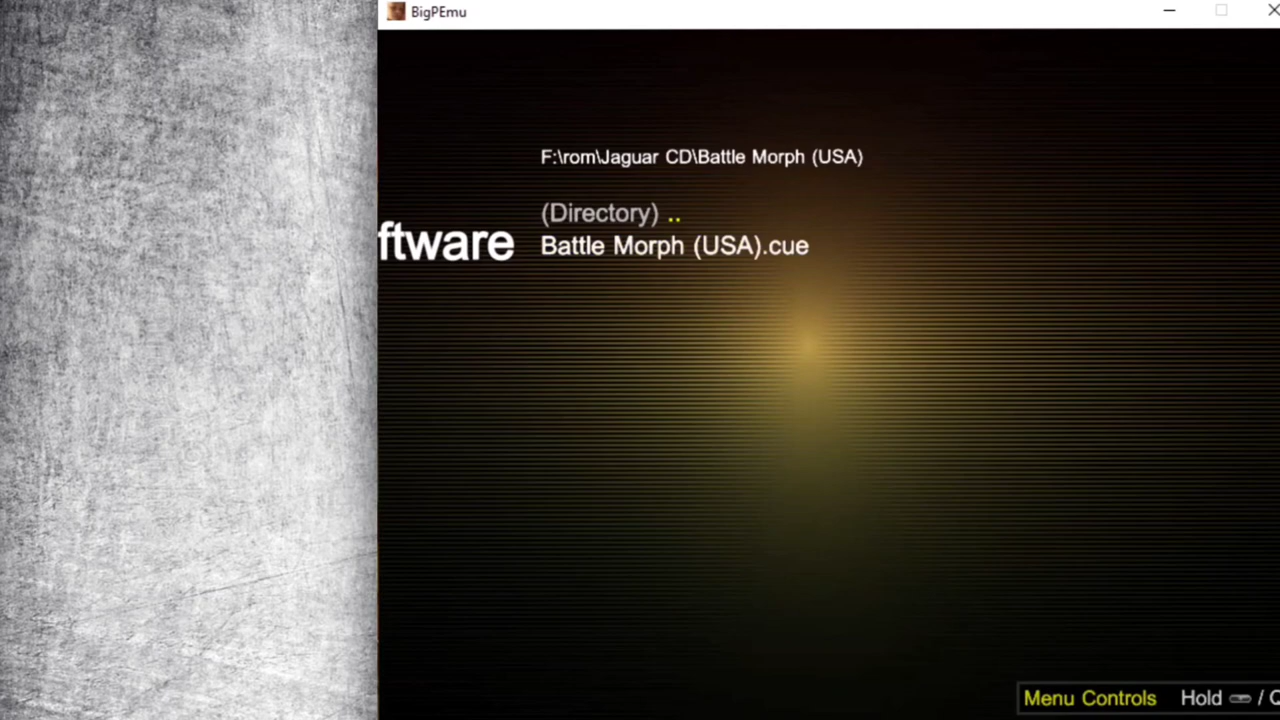 BigPEmu
F:\rom\Jaguar CD\Battle Morph (USA)
(Directory) ..
ftware
Battle Morph (USA).cue
Menu Controls Hold / C